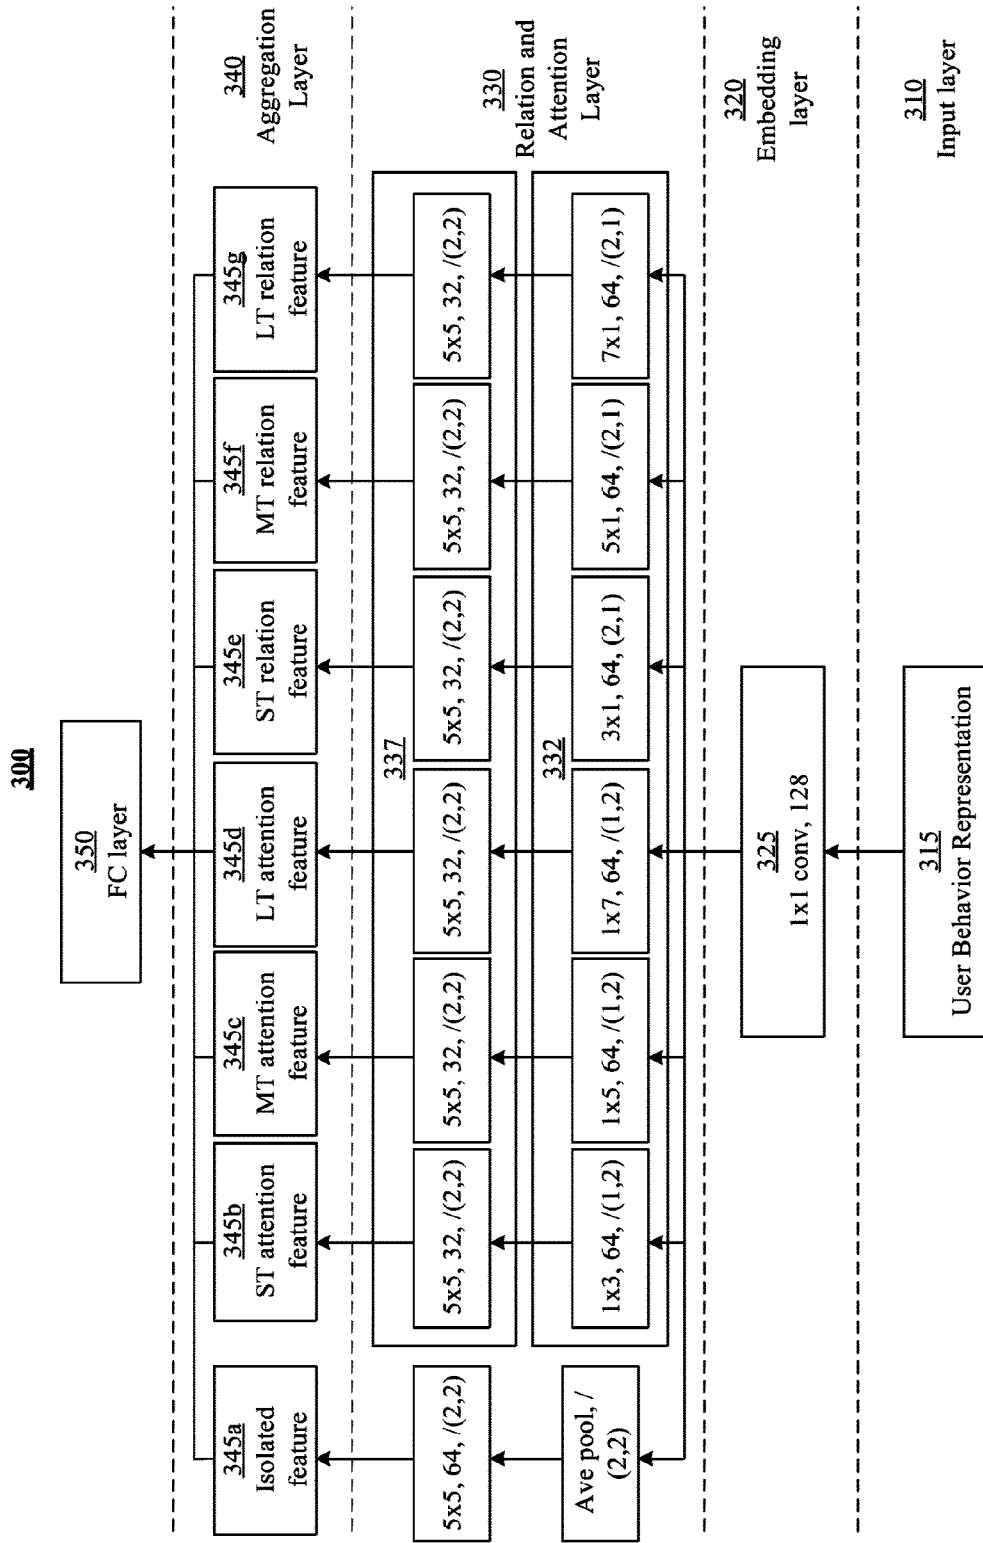 300
350
FC layer
340
Aggregation
Layer
345a
Isolated
feature
345b
ST attention
feature
345c
MT attention
feature
345d
LT attention
feature
345e
ST relation
feature
345f
MT relation
feature
345g
LT relation
feature
330
Relation and
Attention
Layer
337
5x5, 64, /(2,2)
5x5, 32, /(2,2)
5x5, 32, /(2,2)
5x5, 32, /(2,2)
5x5, 32, /(2,2)
5x5, 32, /(2,2)
5x5, 32, /(2,2)
332
Ave pool, /
(2,2)
1x3, 64, /(1,2)
1x5, 64, /(1,2)
1x7, 64, /(1,2)
3x1, 64, (2,1)
5x1, 64, /(2,1)
7x1, 64, /(2,1)
320
Embedding
layer
325
1x1 conv, 128
310
Input layer
315
User Behavior Representation